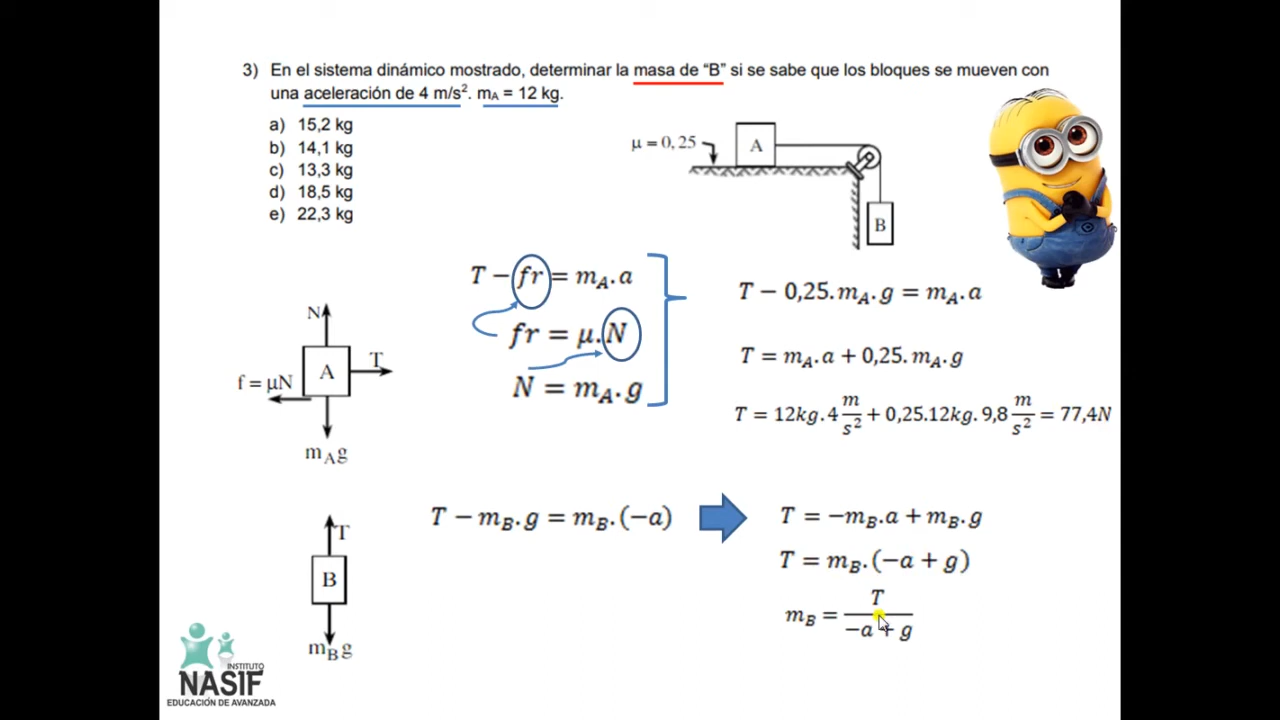 3) En el sistema dinámico mostrado, determinar la masa de “B” si se sabe que los bloques se mueven con
una aceleración de 4 m/s². mA = 12 kg.
a) 15,2 kg
b) 14,1 kg
c) 13,3 kg
d) 18,5 kg
e) 22,3 kg
μ = 0,25
A
B
T − fr = mA.a
fr = μ.N
N = mA.g
T − 0,25.mA.g = mA.a
T = mA.a + 0,25.mA.g
T = 12kg.4 m/s² + 0,25.12kg.9,8 m/s² = 77,4N
N
A
T
f = μN
mAg
T − mB.g = mB.(−a)
T = −mB.a + mB.g
T = mB.(−a + g)
mB = T/(−a + g)
T
B
mBg
INSTITUTO
NASIF
EDUCACIÓN DE AVANZADA